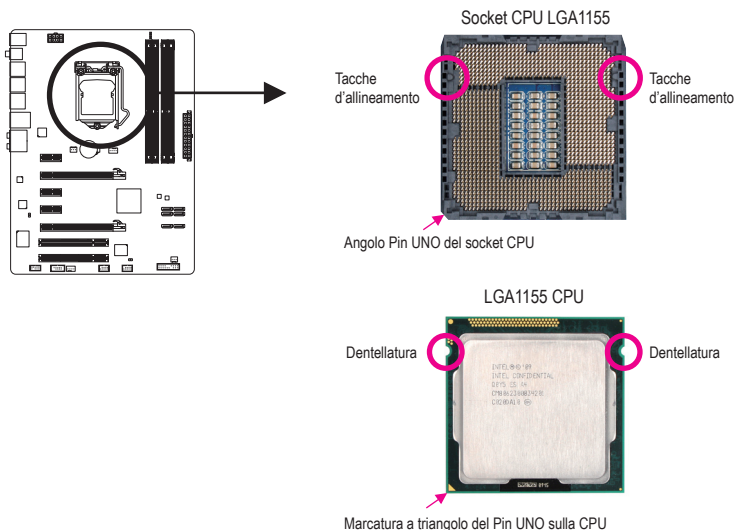 Socket CPU LGA1155
Tacche
d'allineamento
Tacche
d'allineamento
Angolo Pin UNO del socket CPU
LGA1155 CPU
Dentellatura
Dentellatura
INTEL CONFIDENTIAL
Marcatura a triangolo del Pin UNO sulla CPU